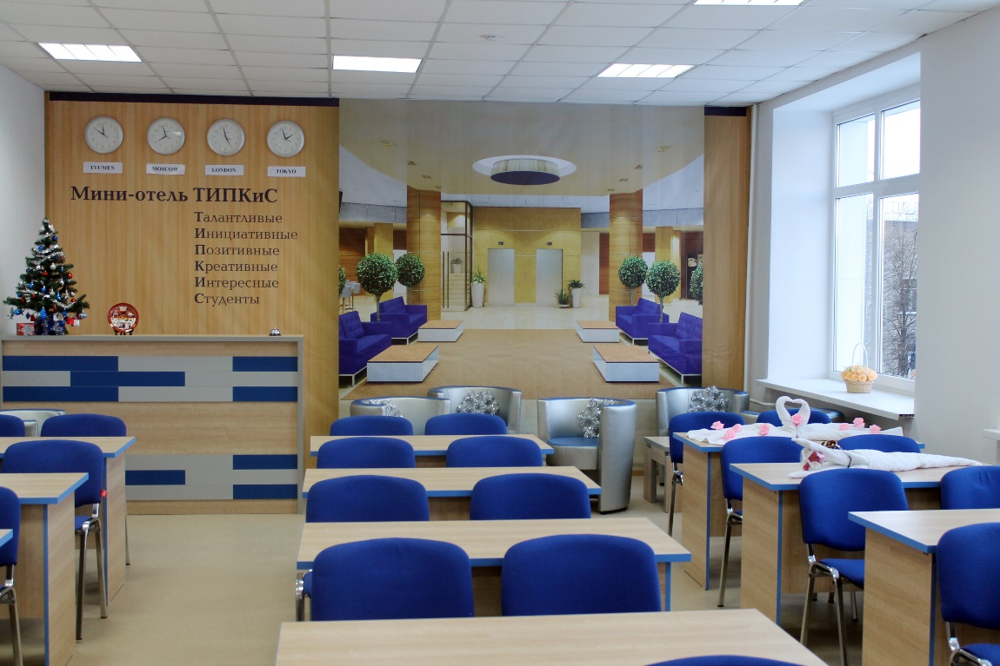 TYUMEN
MOSCOW
LONDON
TOKYO
Мини-отель ТИПКиС
Талантливые
Инициативные
Позитивные
Креативные
Интересные
Студенты